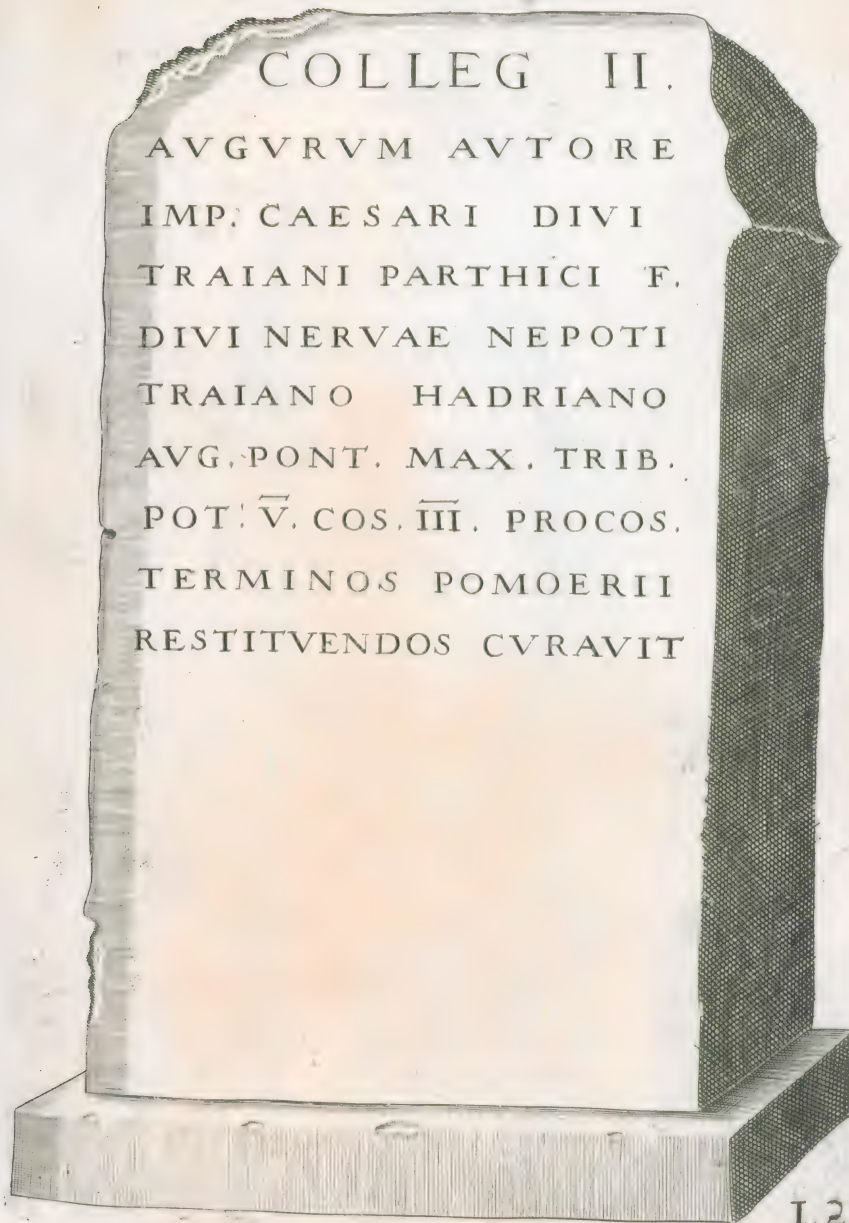 COLLEG II.
AVGVRVM AVTORE
IMP. CAESARI DIVI
TRAIANI PARTHICI F.
DIVI NERVAE NEPOTI
TRAIANO HADRIANO
AVG. PONT. MAX. TRIB.
POT. V̅. COS. I̅I̅I̅. PROCOS.
TERMINOS POMOERII
RESTITVENDOS CVRAVIT